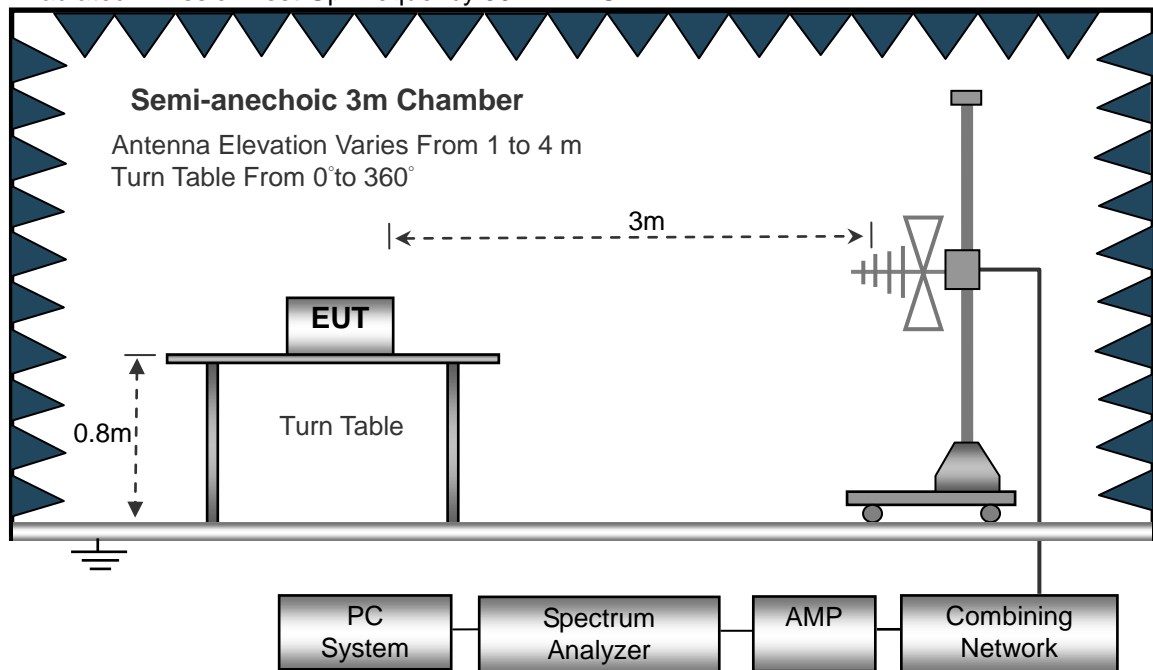 Semi-anechoic 3m Chamber
Antenna Elevation Varies From 1 to 4 m
Turn Table From 0°to 360°
3m
EUT
0.8m
Turn Table
PC
System
Spectrum
Analyzer
AMP
Combining
Network